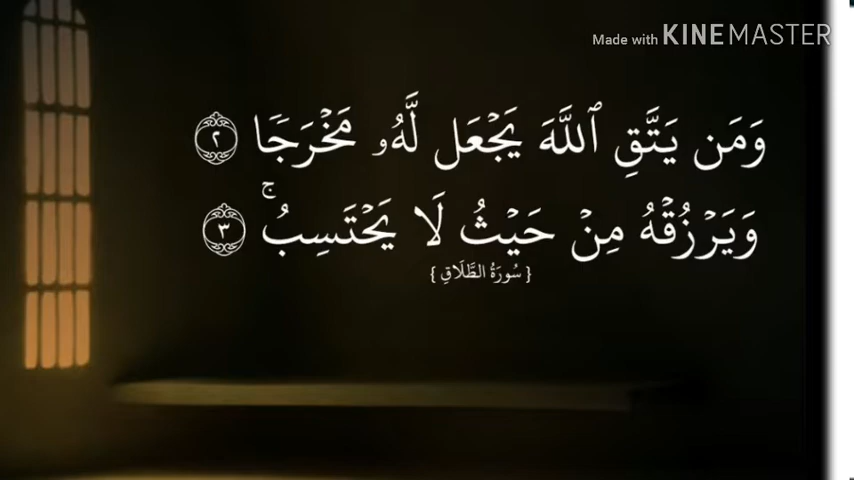 Made with KINEMASTER
وَمَن يَتَّقِ ٱللَّهَ يَجْعَل لَّهُۥ مَخْرَجًا ٢
وَيَرْزُقْهُ مِنْ حَيْثُ لَا يَحْتَسِبُ ۚ ٣
{ سُورَةُ الطَّلَاقِ }